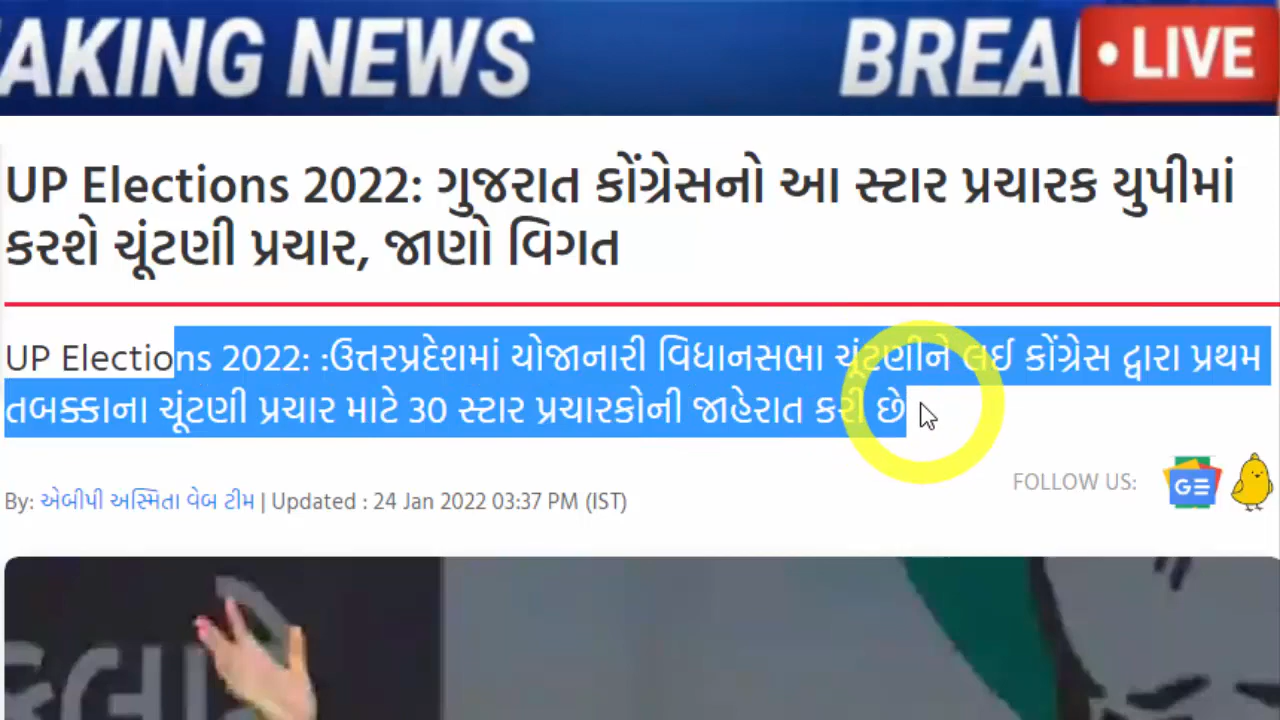 AKING NEWS BREA • LIVE
UP Elections 2022: ગુજરાત કોંગ્રેસનો આ સ્ટાર પ્રચારક યુપીમાં
કરશે ચૂંટણી પ્રચાર, જાણો વિગત
UP Elections 2022: :ઉત્તરપ્રદેશમાં યોજાનારી વિધાનસભા ચૂંટણીને લઈ કોંગ્રેસ દ્વારા પ્રથમ
તબક્કાના ચૂંટણી પ્રચાર માટે 30 સ્ટાર પ્રચારકોની જાહેરાત કરી છે
FOLLOW US: GE
By: એબીપી અસ્મિતા વેબ ટીમ | Updated : 24 Jan 2022 03:37 PM (IST)